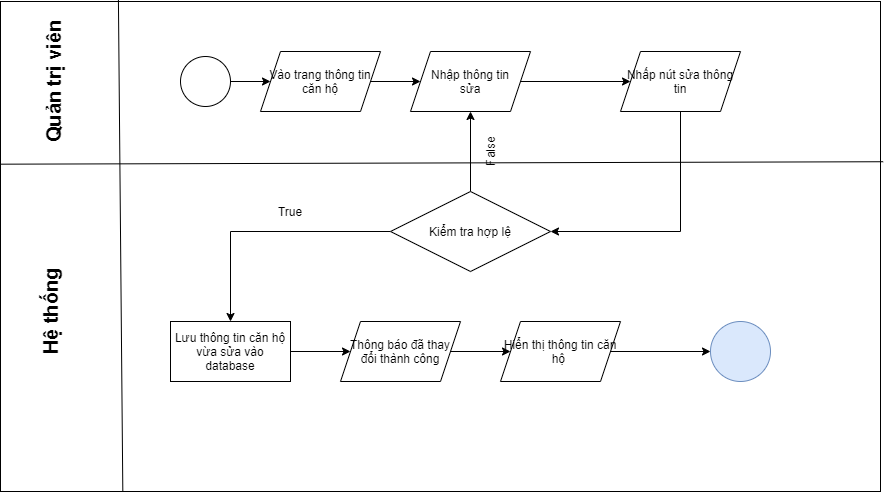 Quản trị viên
Vào trang thông tin
căn hộ
Nhập thông tin
sửa
Nhấp nút sửa thông
tin
False
Hệ thống
True
Kiểm tra hợp lệ
Lưu thông tin căn hộ
vừa sửa vào
database
Thông báo đã thay
đổi thành công
Hiển thị thông tin căn
hộ